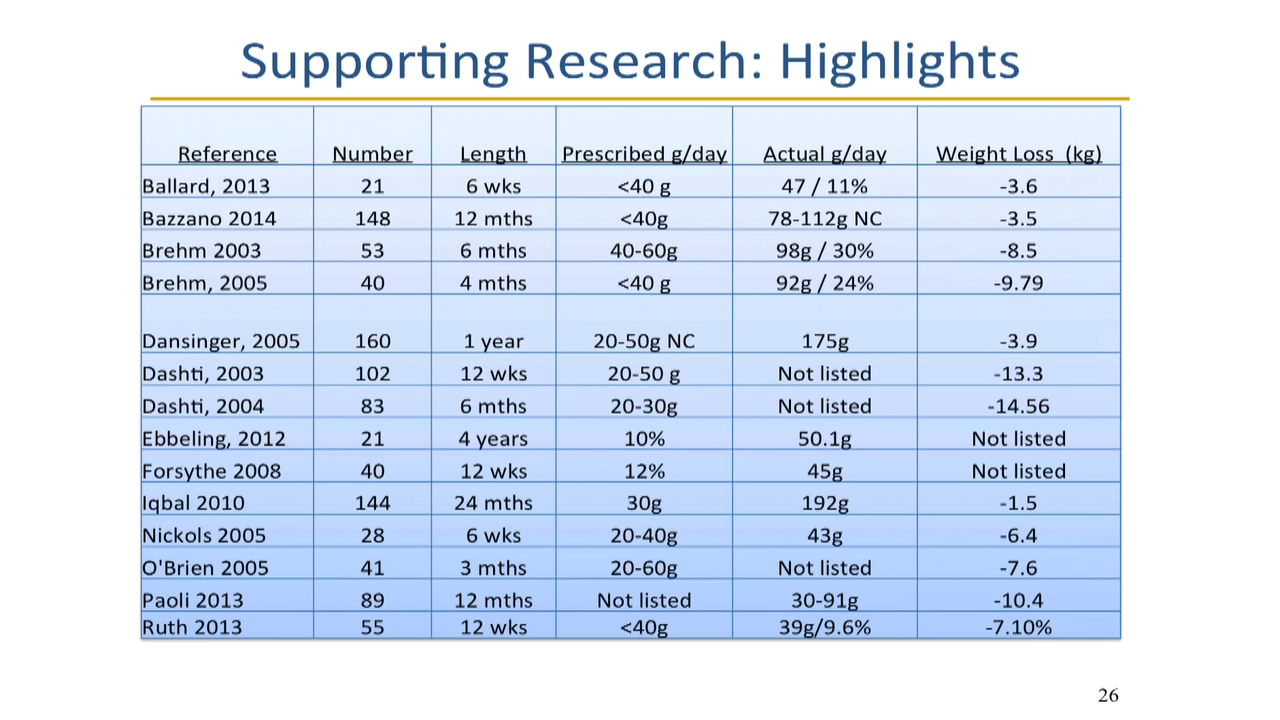 Supporting Research: Highlights
Reference Number Length Prescribed g/day Actual g/day Weight Loss (kg)
Ballard, 2013 21 6 wks <40 g 47 / 11% -3.6
Bazzano 2014 148 12 mths <40g 78-112g NC -3.5
Brehm 2003 53 6 mths 40-60g 98g / 30% -8.5
Brehm, 2005 40 4 mths <40 g 92g / 24% -9.79
Dansinger, 2005 160 1 year 20-50g NC 175g -3.9
Dashti, 2003 102 12 wks 20-50 g Not listed -13.3
Dashti, 2004 83 6 mths 20-30g Not listed -14.56
Ebbeling, 2012 21 4 years 10% 50.1g Not listed
Forsythe 2008 40 12 wks 12% 45g Not listed
Iqbal 2010 144 24 mths 30g 192g -1.5
Nickols 2005 28 6 wks 20-40g 43g -6.4
O'Brien 2005 41 3 mths 20-60g Not listed -7.6
Paoli 2013 89 12 mths Not listed 30-91g -10.4
Ruth 2013 55 12 wks <40g 39g/9.6% -7.10%
26